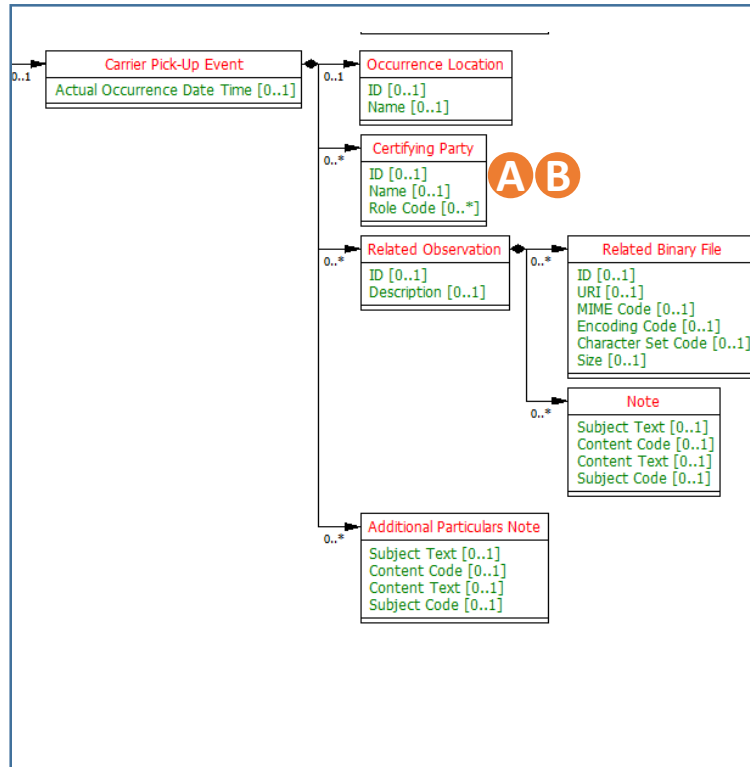 0..1
Carrier Pick-Up Event
Actual Occurrence Date Time [0..1]
0..1
Occurrence Location
ID [0..1]
Name [0..1]
0..*
Certifying Party
ID [0..1]
Name [0..1]
Role Code [0..*]
A B
0..*
Related Observation
ID [0..1]
Description [0..1]
0..*
Related Binary File
ID [0..1]
URI [0..1]
MIME Code [0..1]
Encoding Code [0..1]
Character Set Code [0..1]
Size [0..1]
0..*
Note
Subject Text [0..1]
Content Code [0..1]
Content Text [0..1]
Subject Code [0..1]
0..*
Additional Particulars Note
Subject Text [0..1]
Content Code [0..1]
Content Text [0..1]
Subject Code [0..1]